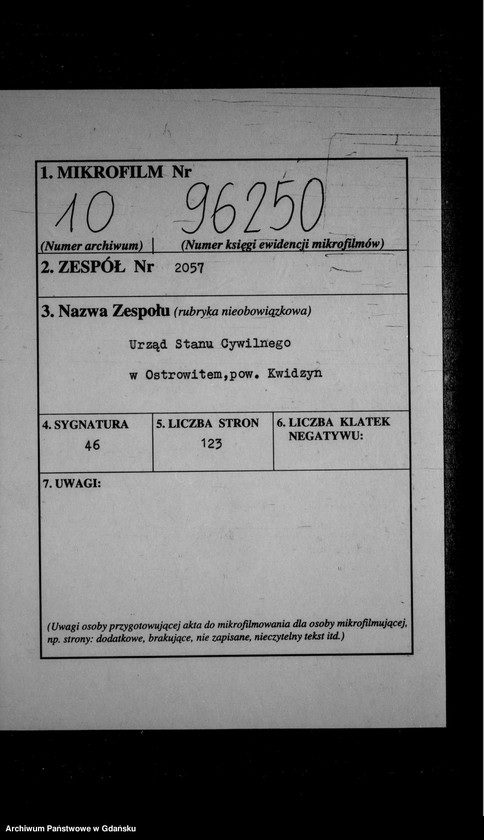 1. MIKROFILM Nr
10 96250
(Numer archiwum) (Numer księgi ewidencji mikrofilmów)
2. ZESPÓŁ Nr 2057
3. Nazwa Zespołu (rubryka nieobowiązkowa)
Urząd Stanu Cywilnego
w Ostrowitem,pow. Kwidzyn
4. SYGNATURA
46
5. LICZBA STRON
123
6. LICZBA KLATEK
NEGATYWU:
7. UWAGI:
(Uwagi osoby przygotowującej akta do mikrofilmowania dla osoby mikrofilmującej,
np. strony: dodatkowe, brakujące, nie zapisane, nieczytelny tekst itd.)
Archiwum Państwowe w Gdańsku